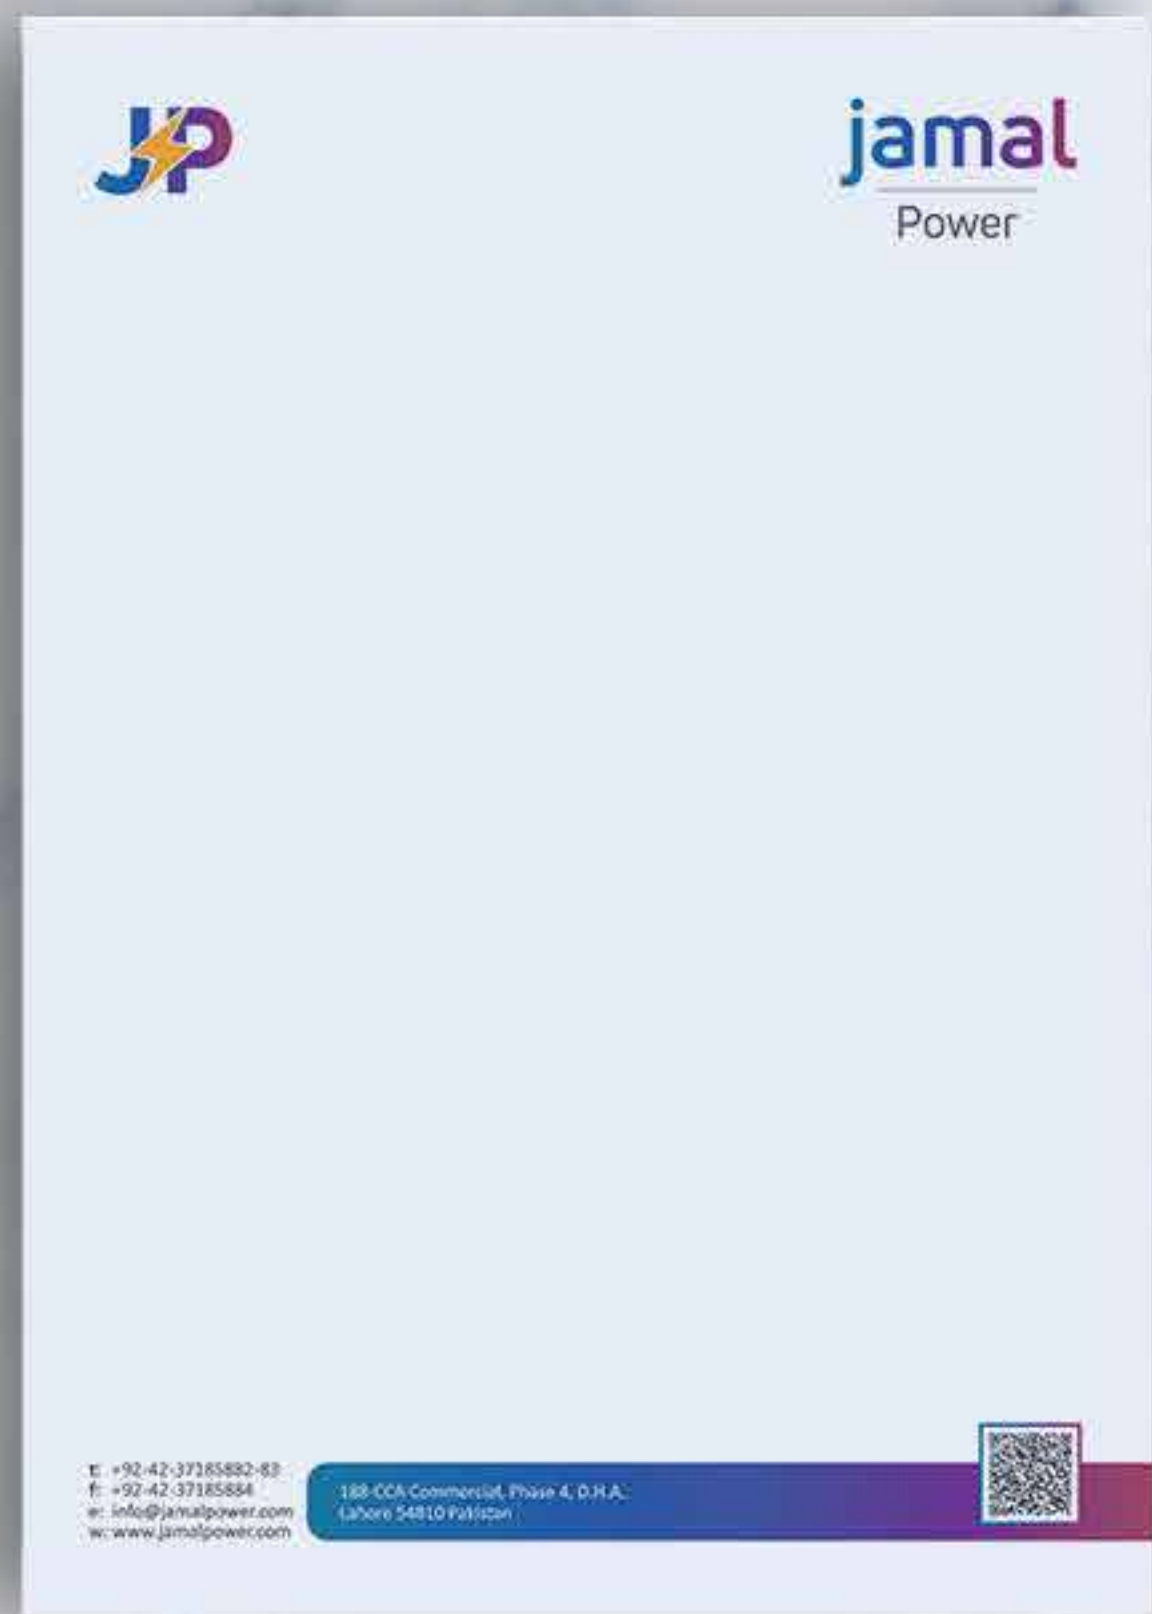 JP
jamal
Power
t: +92-42-37185882-83
f: +92-42-37185884
e: info@jamalpower.com
w: www.jamalpower.com
188-CCA Commercial, Phase 4, D.H.A,
Lahore 54810 Pakistan